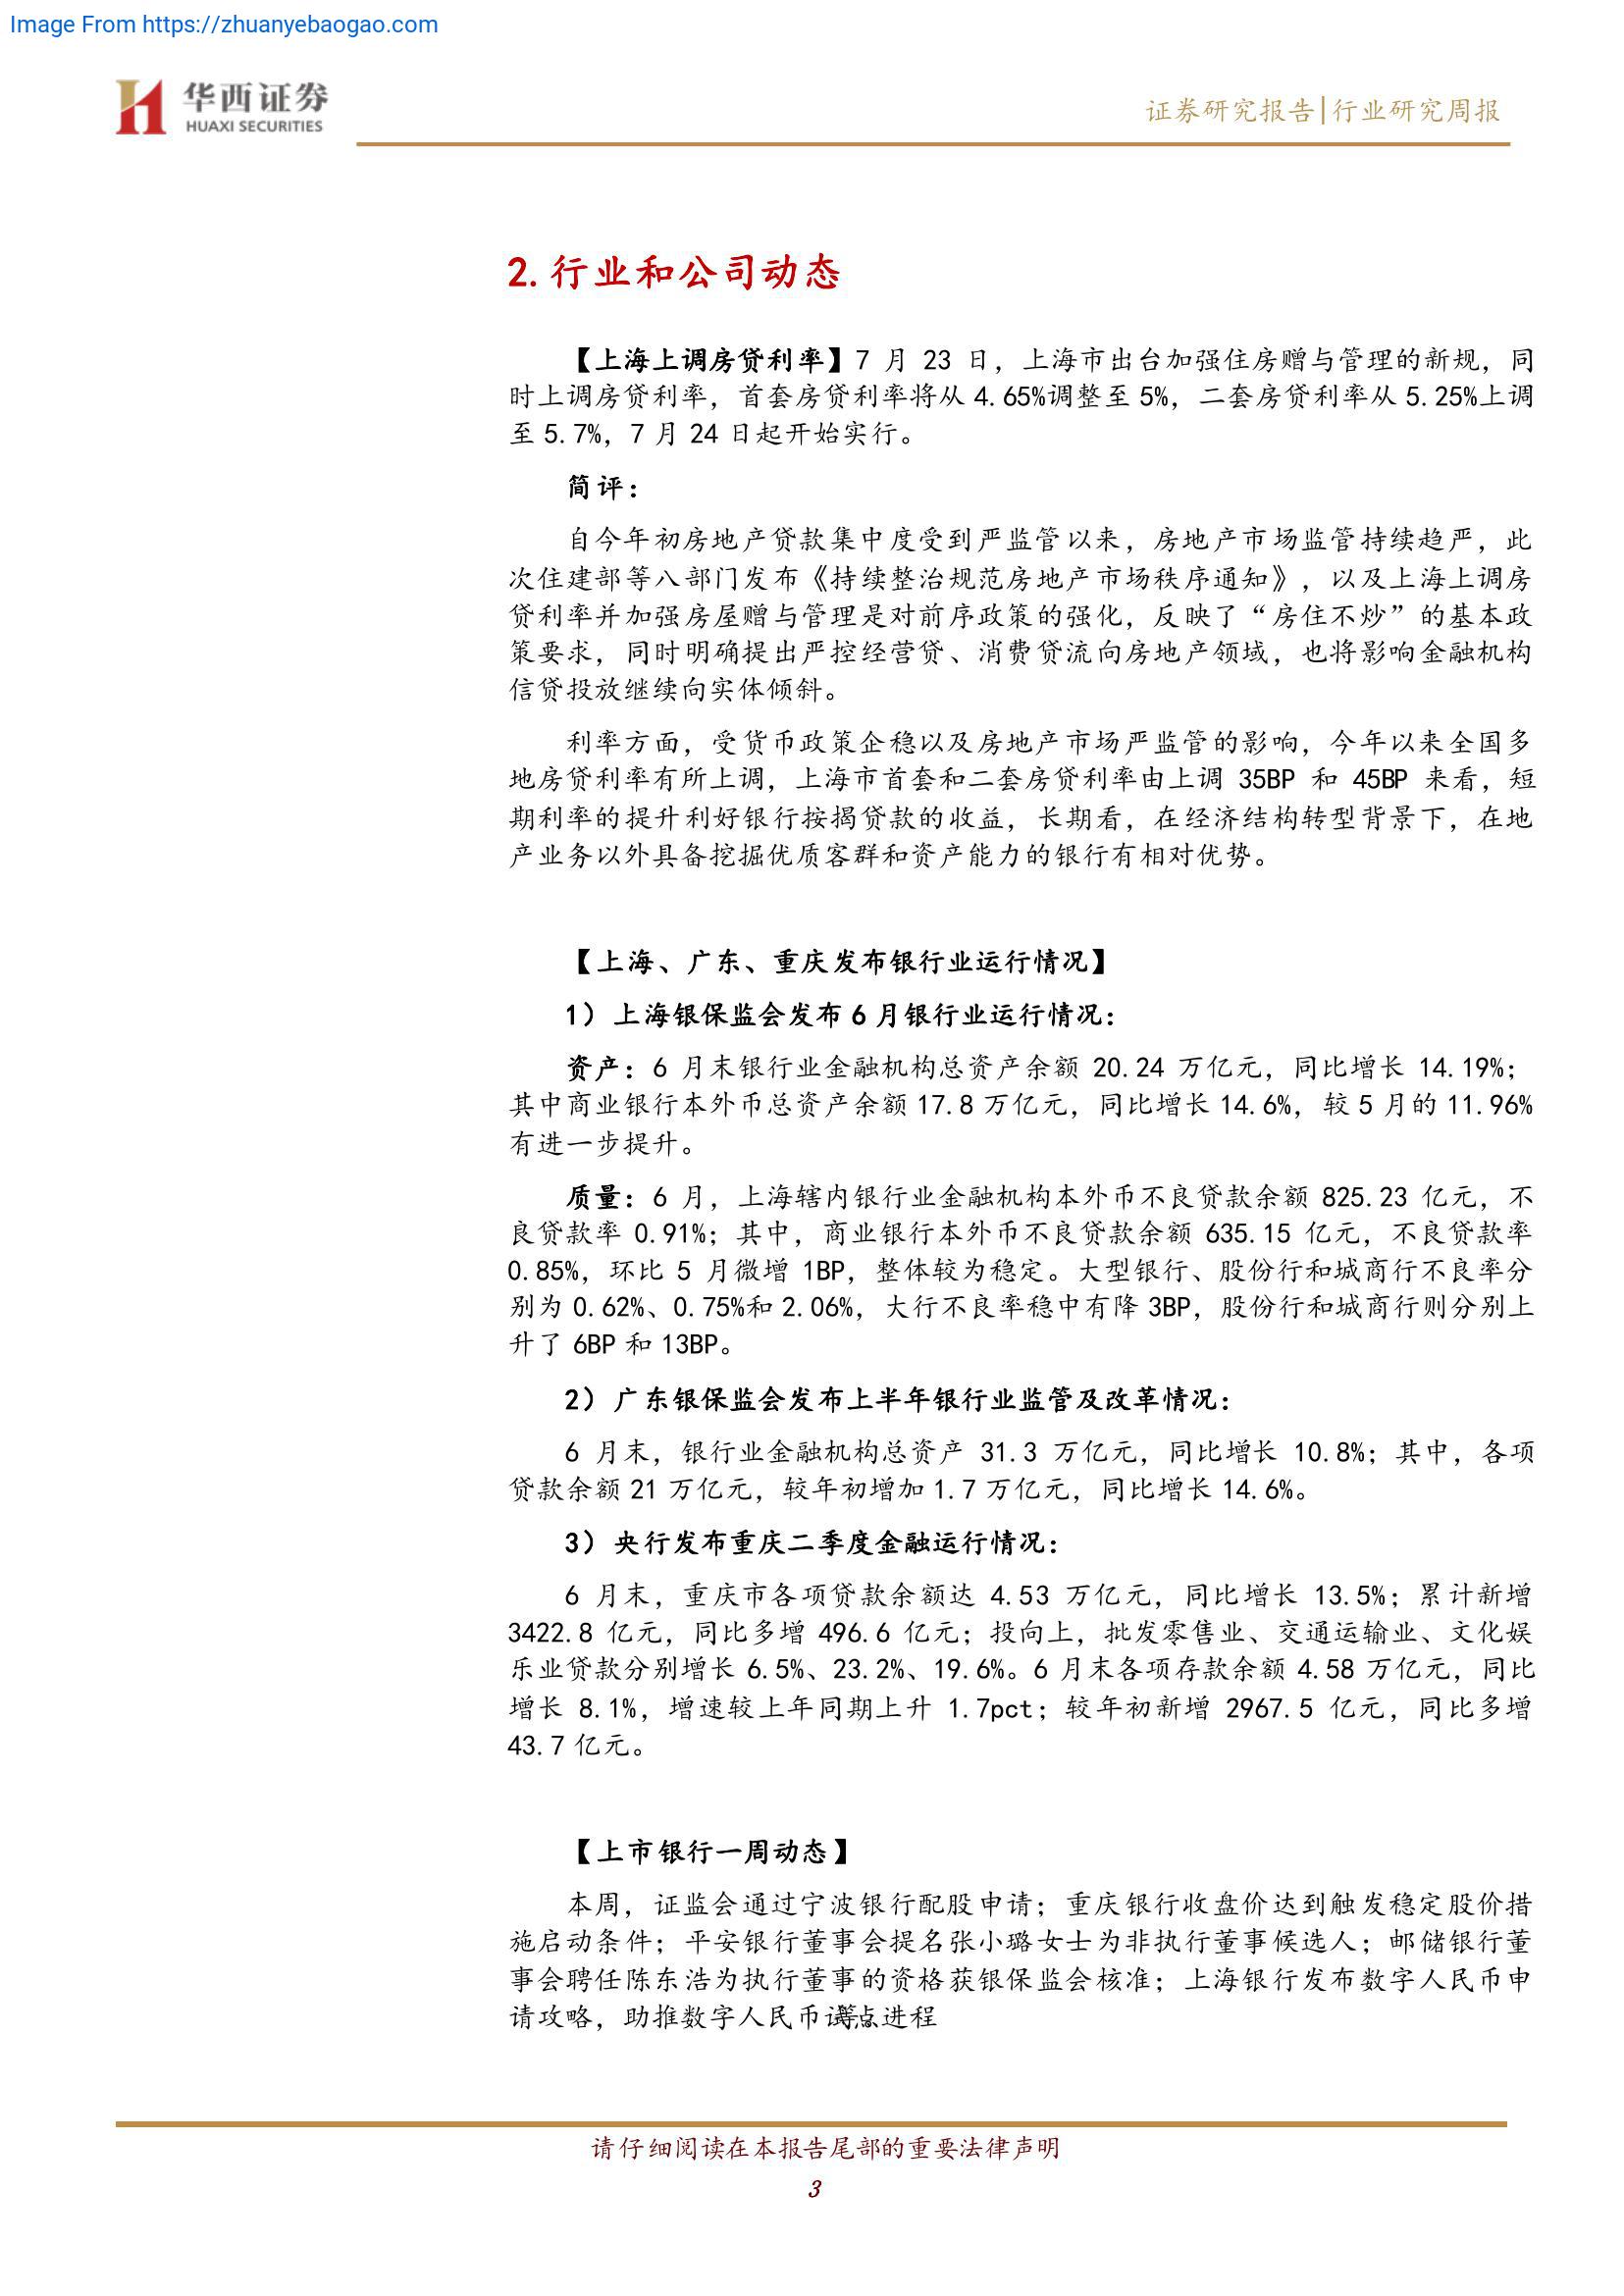 Image From https://zhuanyebaogao.com
华西证券
HUAXI SECURITIES
证券研究报告|行业研究周报
2. 行业和公司动态
【上海上调房贷利率】7 月 23 日，上海市出台加强住房赠与管理的新规，同
时上调房贷利率，首套房贷利率将从 4.65%调整至 5%，二套房贷利率从 5.25%上调
至 5.7%，7 月 24 日起开始实行。
简评：
自今年初房地产贷款集中度受到严监管以来，房地产市场监管持续趋严，此
次住建部等八部门发布《持续整治规范房地产市场秩序通知》，以及上海上调房
贷利率并加强房屋赠与管理是对前序政策的强化，反映了“房住不炒”的基本政
策要求，同时明确提出严控经营贷、消费贷流向房地产领域，也将影响金融机构
信贷投放继续向实体倾斜。
利率方面，受货币政策企稳以及房地产市场严监管的影响，今年以来全国多
地房贷利率有所上调，上海市首套和二套房贷利率由上调 35BP 和 45BP 来看，短
期利率的提升利好银行按揭贷款的收益，长期看，在经济结构转型背景下，在地
产业务以外具备挖掘优质客群和资产能力的银行有相对优势。
【上海、广东、重庆发布银行业运行情况】
1）上海银保监会发布 6 月银行业运行情况：
资产：6 月末银行业金融机构总资产余额 20.24 万亿元，同比增长 14.19%；
其中商业银行本外币总资产余额 17.8 万亿元，同比增长 14.6%，较 5 月的 11.96%
有进一步提升。
质量：6 月，上海辖内银行业金融机构本外币不良贷款余额 825.23 亿元，不
良贷款率 0.91%；其中，商业银行本外币不良贷款余额 635.15 亿元，不良贷款率
0.85%，环比 5 月微增 1BP，整体较为稳定。大型银行、股份行和城商行不良率分
别为 0.62%、0.75%和 2.06%，大行不良率稳中有降 3BP，股份行和城商行则分别上
升了 6BP 和 13BP。
2）广东银保监会发布上半年银行业监管及改革情况：
6 月末，银行业金融机构总资产 31.3 万亿元，同比增长 10.8%；其中，各项
贷款余额 21 万亿元，较年初增加 1.7 万亿元，同比增长 14.6%。
3）央行发布重庆二季度金融运行情况：
6 月末，重庆市各项贷款余额达 4.53 万亿元，同比增长 13.5%；累计新增
3422.8 亿元，同比多增 496.6 亿元；投向上，批发零售业、交通运输业、文化娱
乐业贷款分别增长 6.5%、23.2%、19.6%。6 月末各项存款余额 4.58 万亿元，同比
增长 8.1%，增速较上年同期上升 1.7pct；较年初新增 2967.5 亿元，同比多增
43.7 亿元。
【上市银行一周动态】
本周，证监会通过宁波银行配股申请；重庆银行收盘价达到触发稳定股价措
施启动条件；平安银行董事会提名张小璐女士为非执行董事候选人；邮储银行董
事会聘任陈东浩为执行董事的资格获银保监会核准；上海银行发布数字人民币申
请攻略，助推数字人民币试点进程
请仔细阅读在本报告尾部的重要法律声明
3